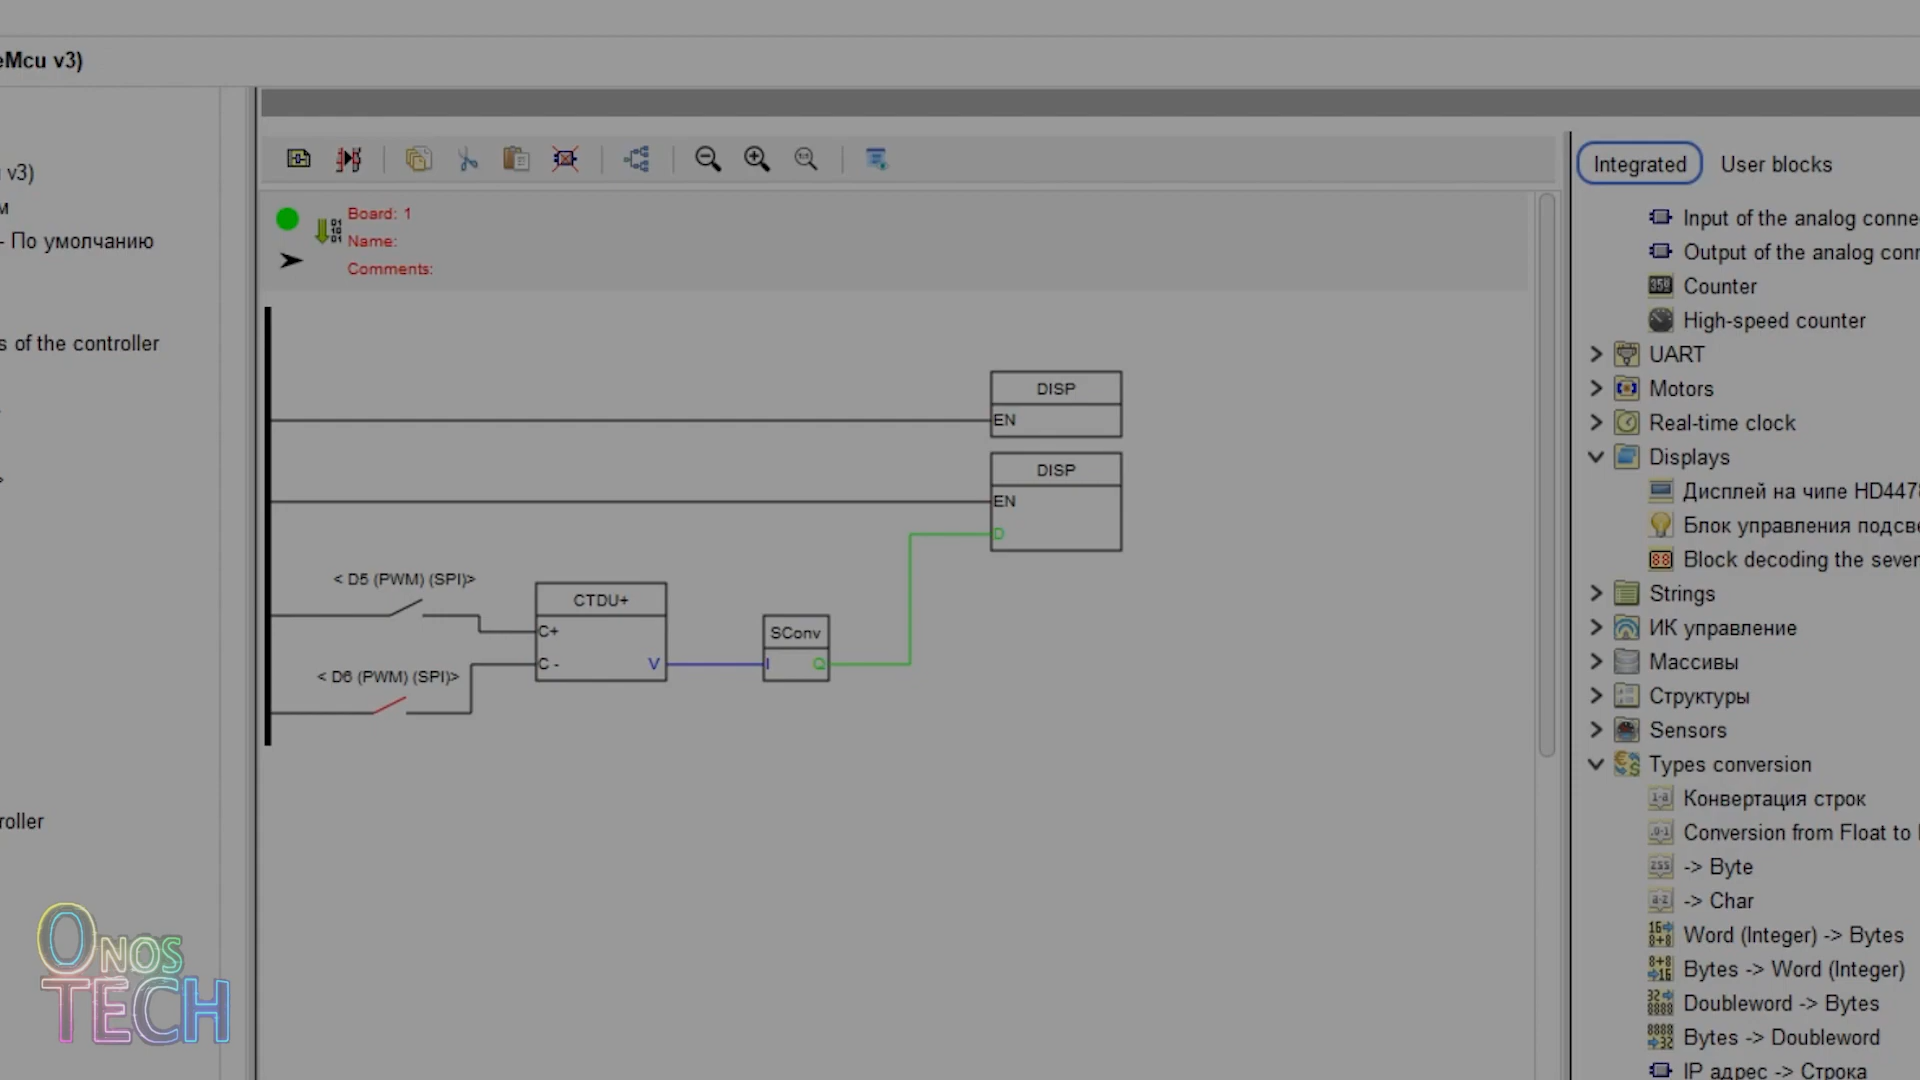 eMcu v3)
v3)
м
- По умолчанию
s of the controller
roller
ONOS
TECH
Board: 1
Name:
Comments:
DISP
EN
DISP
EN
D
< D5 (PWM) (SPI)>
CTDU+
C+
C -
V
< D6 (PWM) (SPI)>
SConv
I
Q
Integrated
User blocks
Input of the analog conne
Output of the analog conn
Counter
High-speed counter
UART
Motors
Real-time clock
Displays
Дисплей на чипе HD4478
Блок управления подсве
Block decoding the seven
Strings
ИК управление
Массивы
Структуры
Sensors
Types conversion
Конвертация строк
Conversion from Float to
-> Byte
-> Char
Word (Integer) -> Bytes
Bytes -> Word (Integer)
Doubleword -> Bytes
Bytes -> Doubleword
IP адрес -> Строка